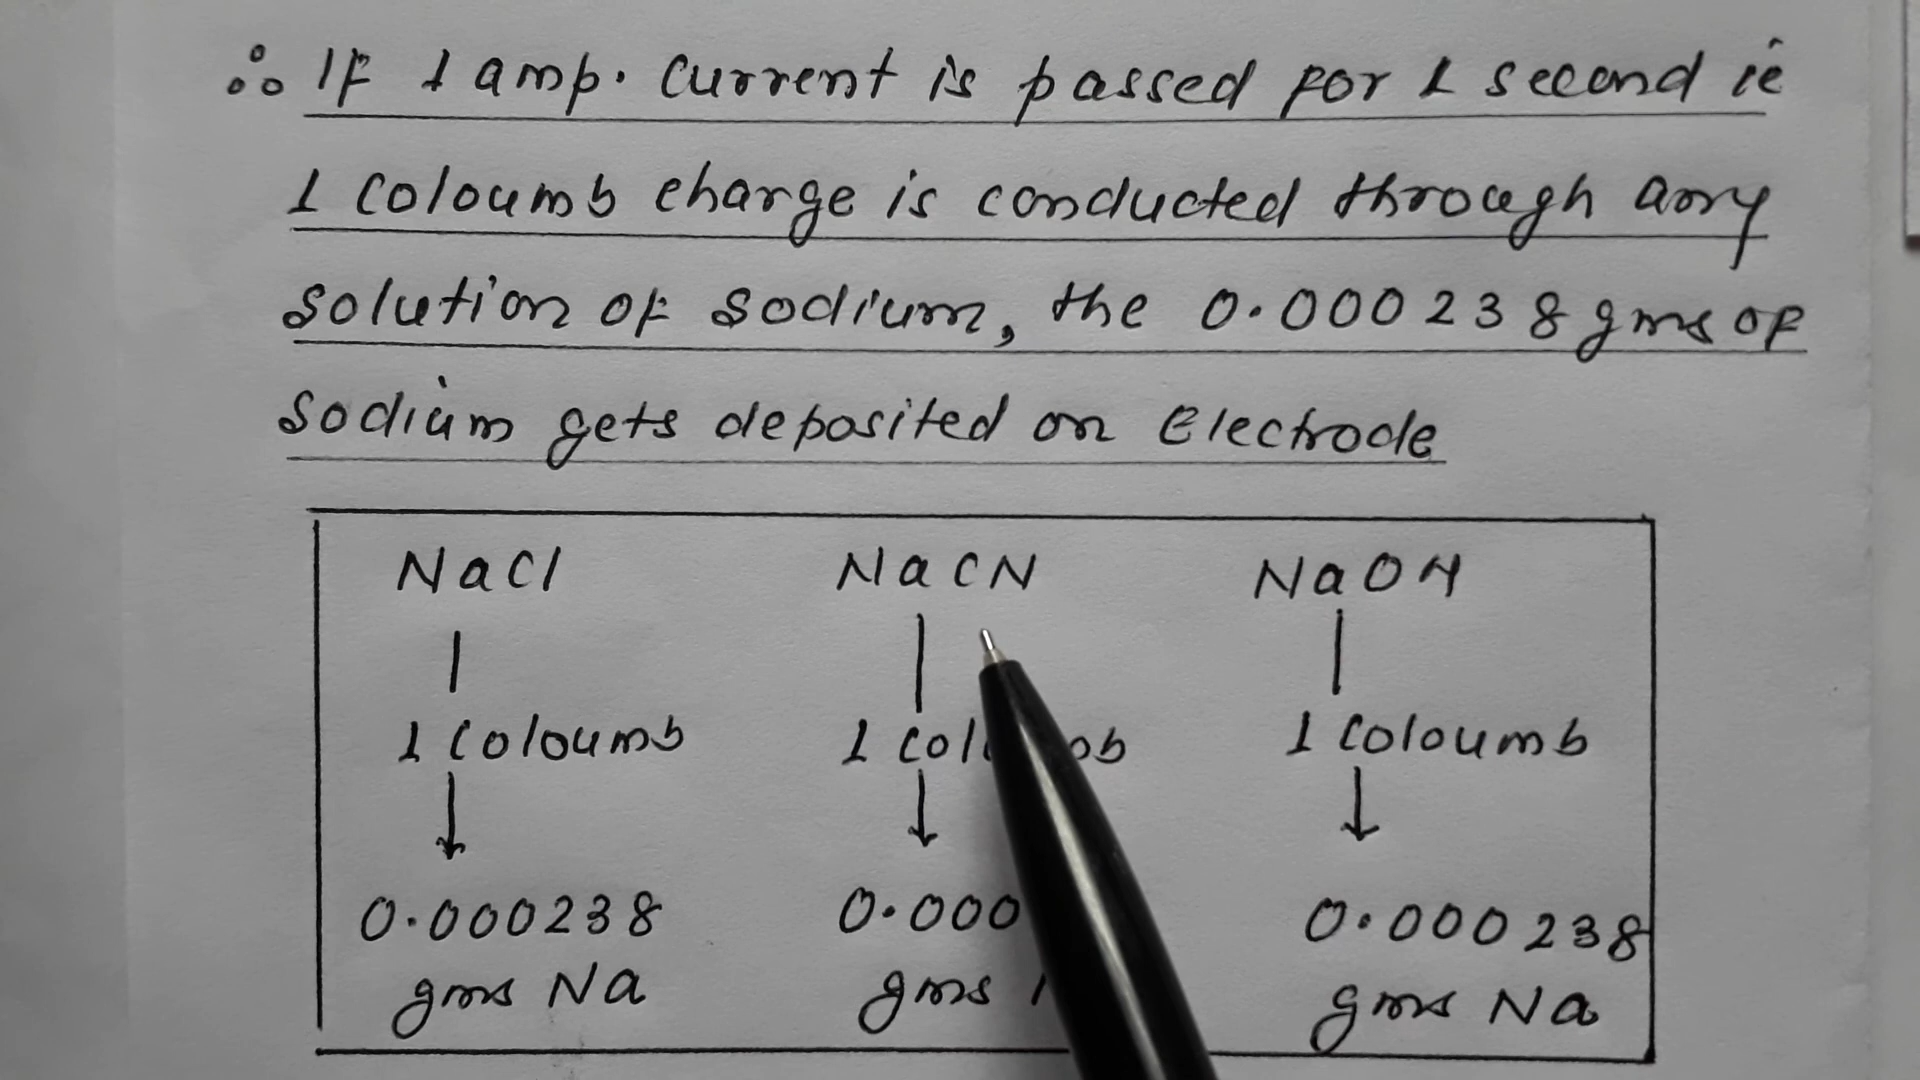 ∴ If 1 amp. current is passed for 1 second ie
1 Coloumb charge is conducted through any
solution of sodium, the 0.000238 gms of
Sodium gets deposited on Electrode
NaCl NaCN NaOH
1 Coloumb 1 1 Coloumb
0.000238 0.000 0.000238
gms Na gms gms Na